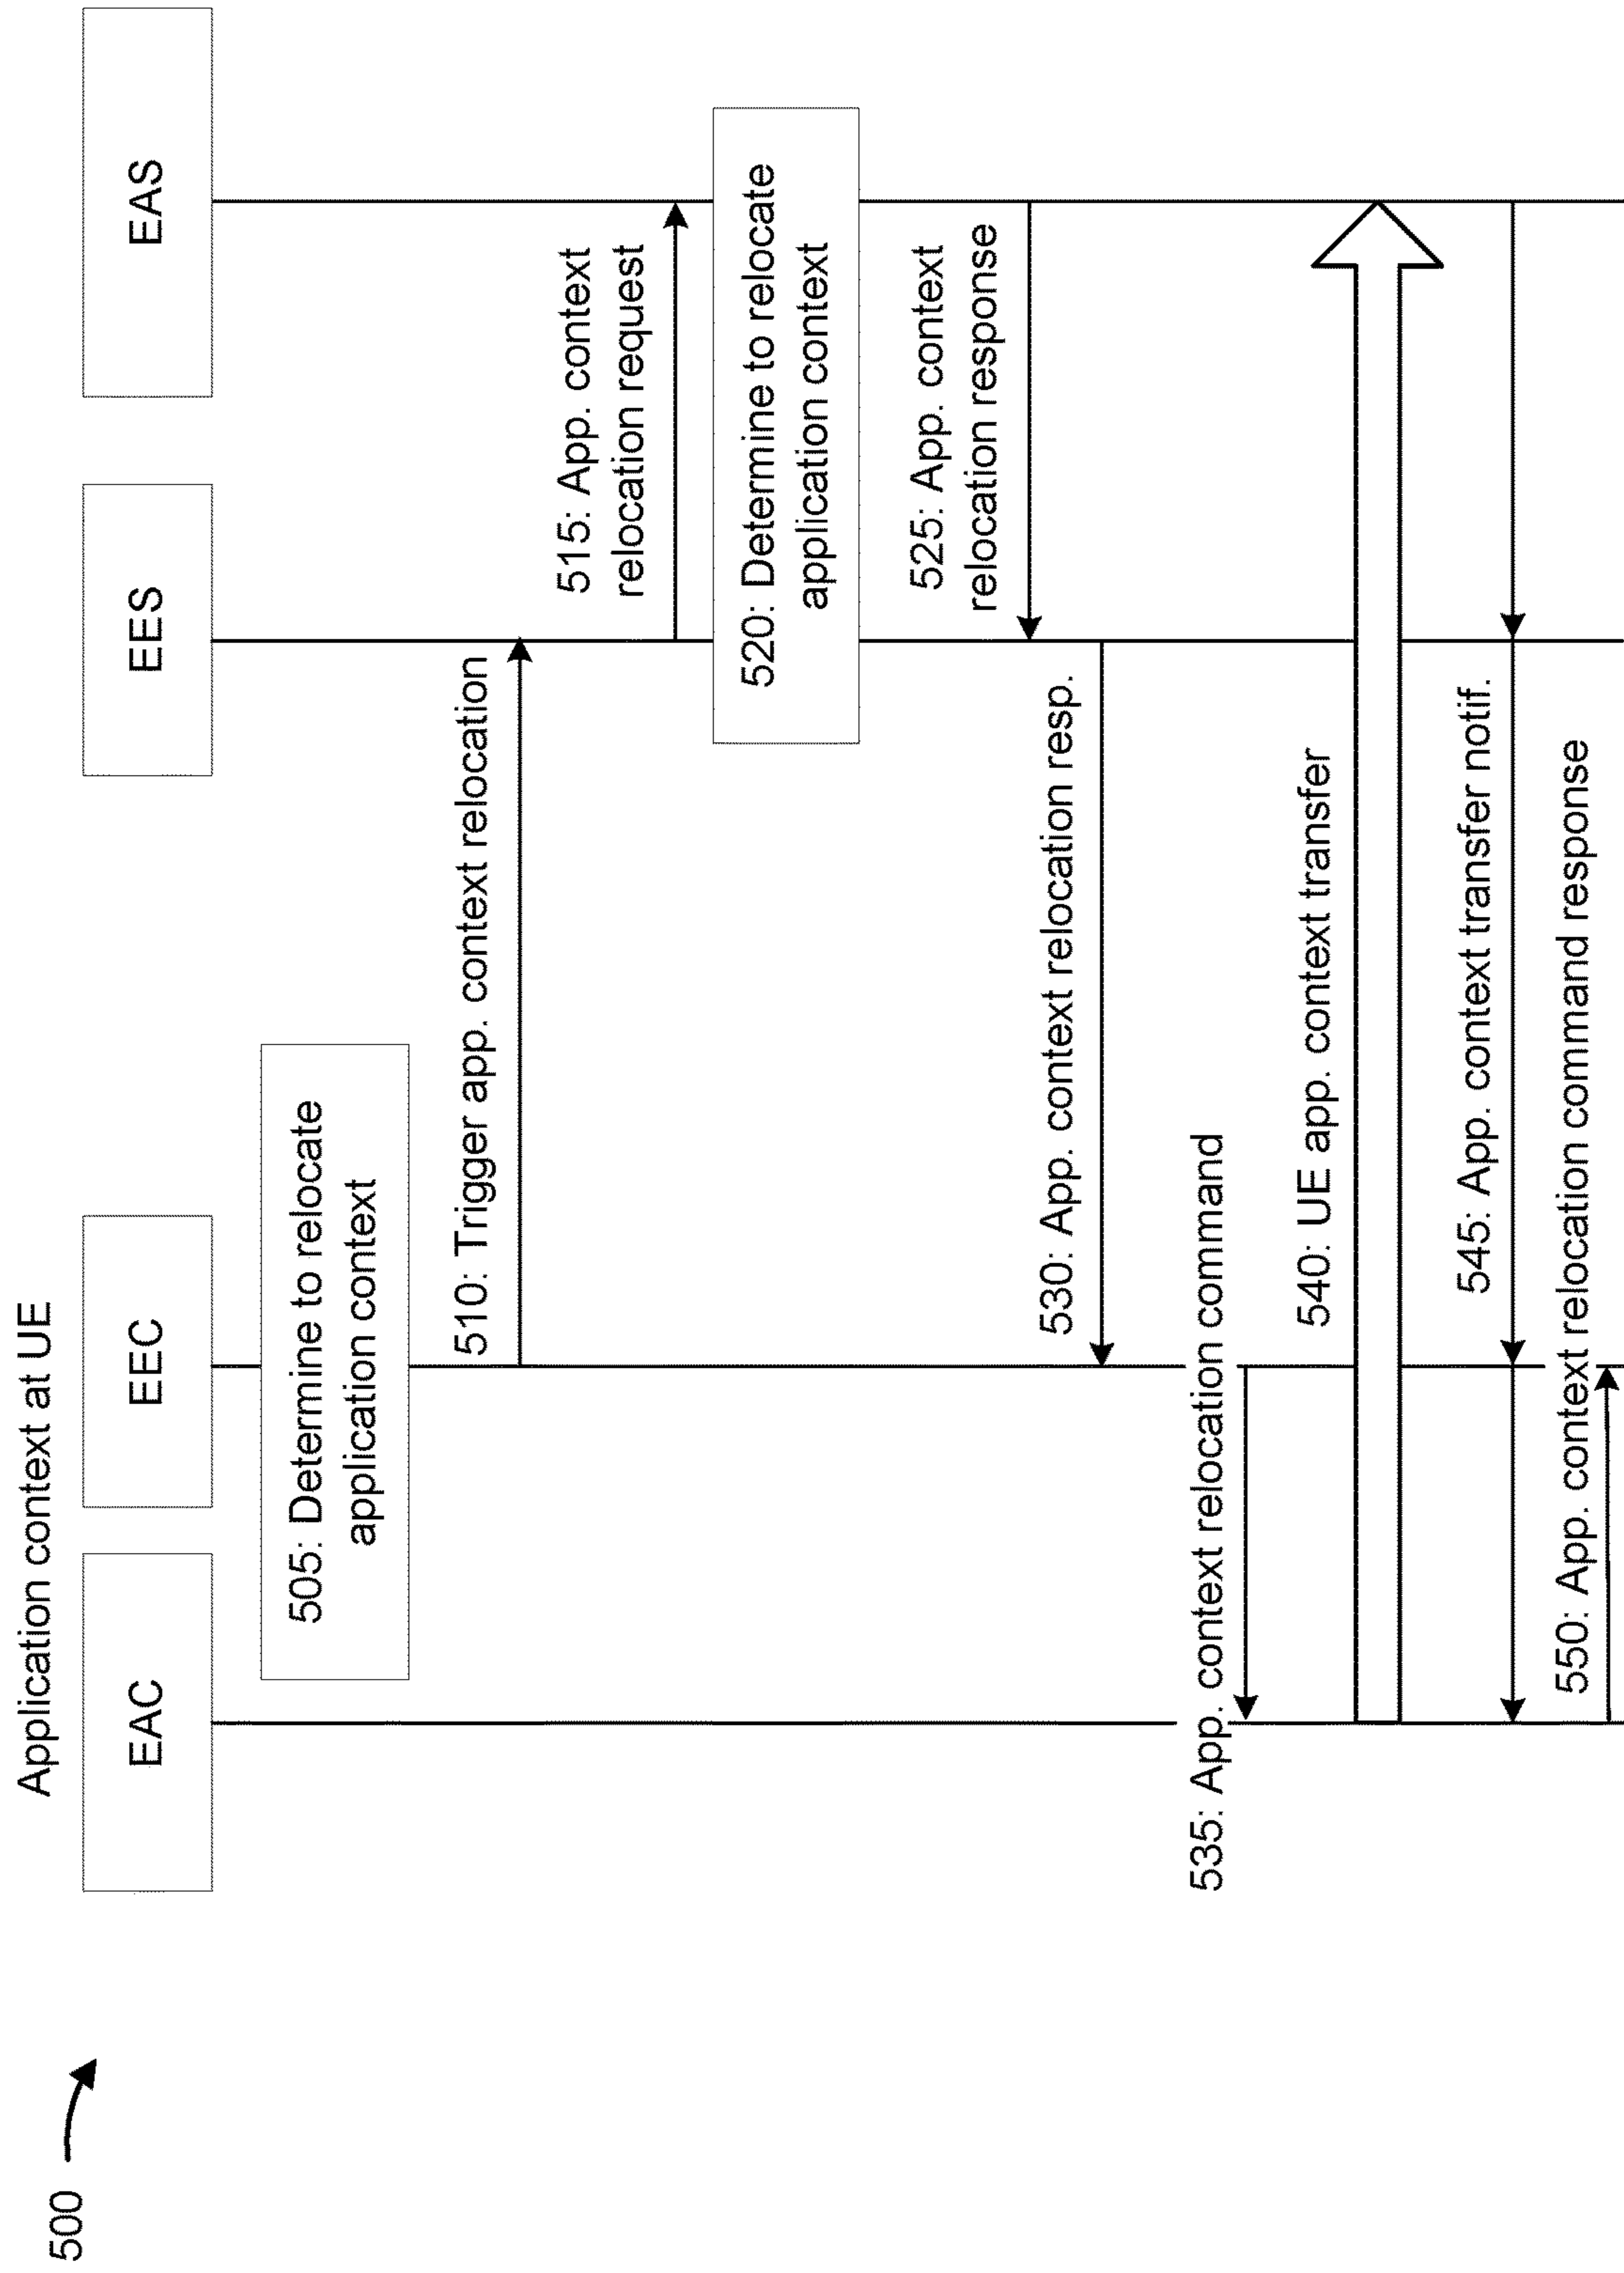 500
Application context at UE
EAC
EEC
EES
EAS
505: Determine to relocate
application context
510: Trigger app. context relocation
515: App. context
relocation request
520: Determine to relocate
application context
525: App. context
relocation response
530: App. context relocation resp.
535: App. context relocation command
540: UE app. context transfer
545: App. context transfer notif.
550: App. context relocation command response